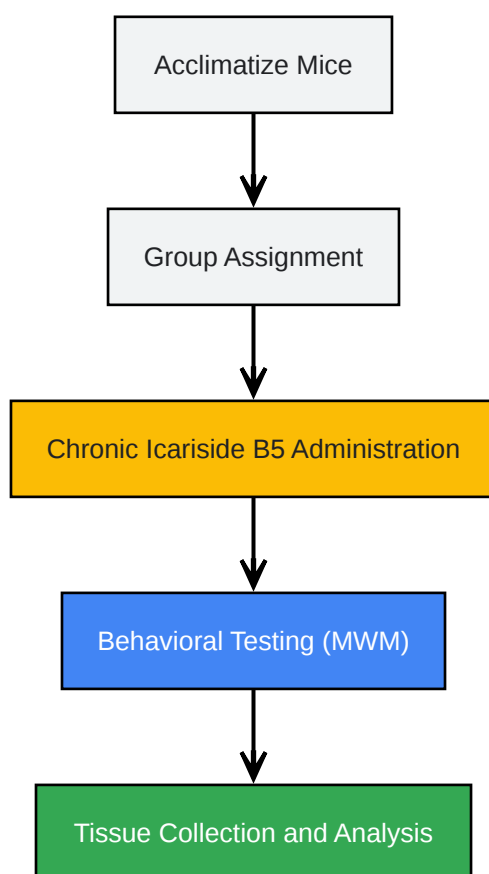 Acclimatize Mice
Group Assignment
Chronic Icariside B5 Administration
Behavioral Testing (MWM)
Tissue Collection and Analysis